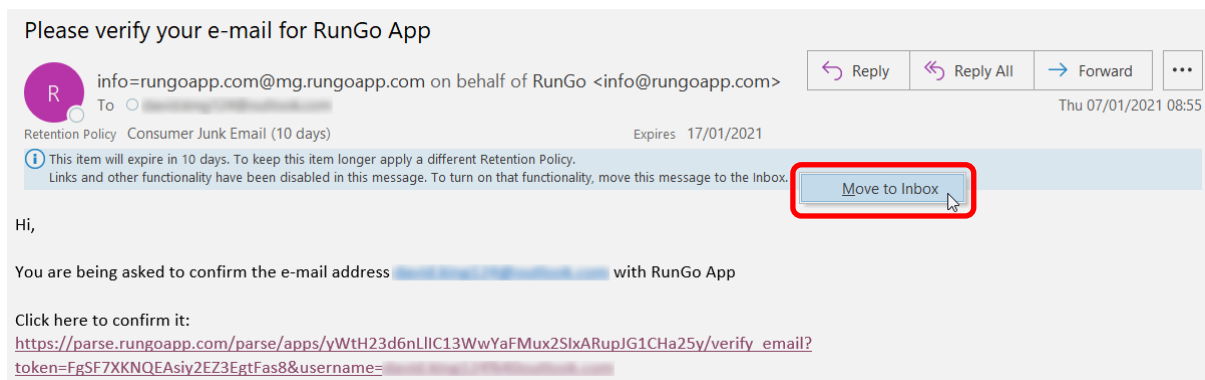 Please verify your e-mail for RunGo App
R
info=rungoapp.com@mg.rungoapp.com on behalf of RunGo <info@rungoapp.com>
Reply
Reply All
Forward
To
Thu 07/01/2021 08:55
Retention Policy Consumer Junk Email (10 days)
Expires 17/01/2021
This item will expire in 10 days. To keep this item longer apply a different Retention Policy.
Links and other functionality have been disabled in this message. To turn on that functionality, move this message to the Inbox.
Move to Inbox
Hi,
You are being asked to confirm the e-mail address with RunGo App
Click here to confirm it:
https://parse.rungoapp.com/parse/apps/yWtH23d6nLlIC13WwYaFMux2SIxARupJG1CHa25y/verify_email?
token=FgSF7XKNQEAsiy2EZ3EgtFas8&username=